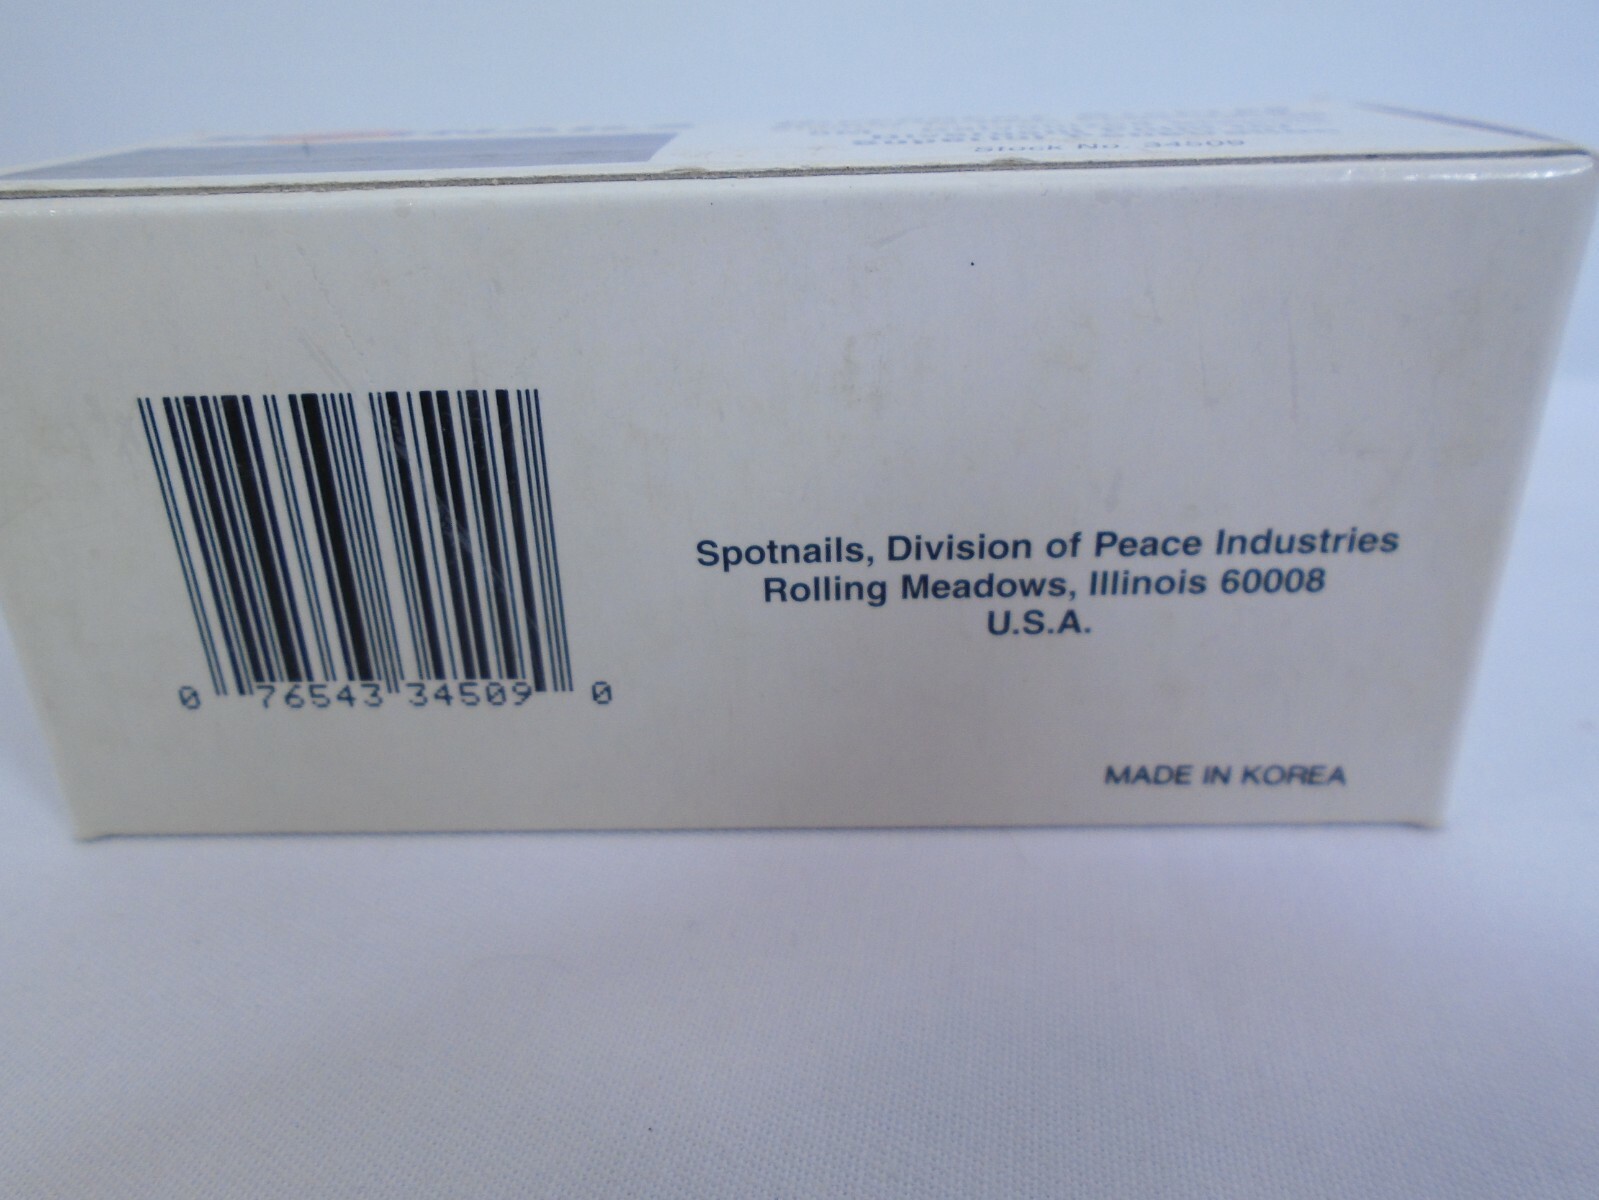 Stock No. 34509
Spotnails, Division of Peace Industries
Rolling Meadows, Illinois 60008
U.S.A.
0 76543 34509 0
MADE IN KOREA